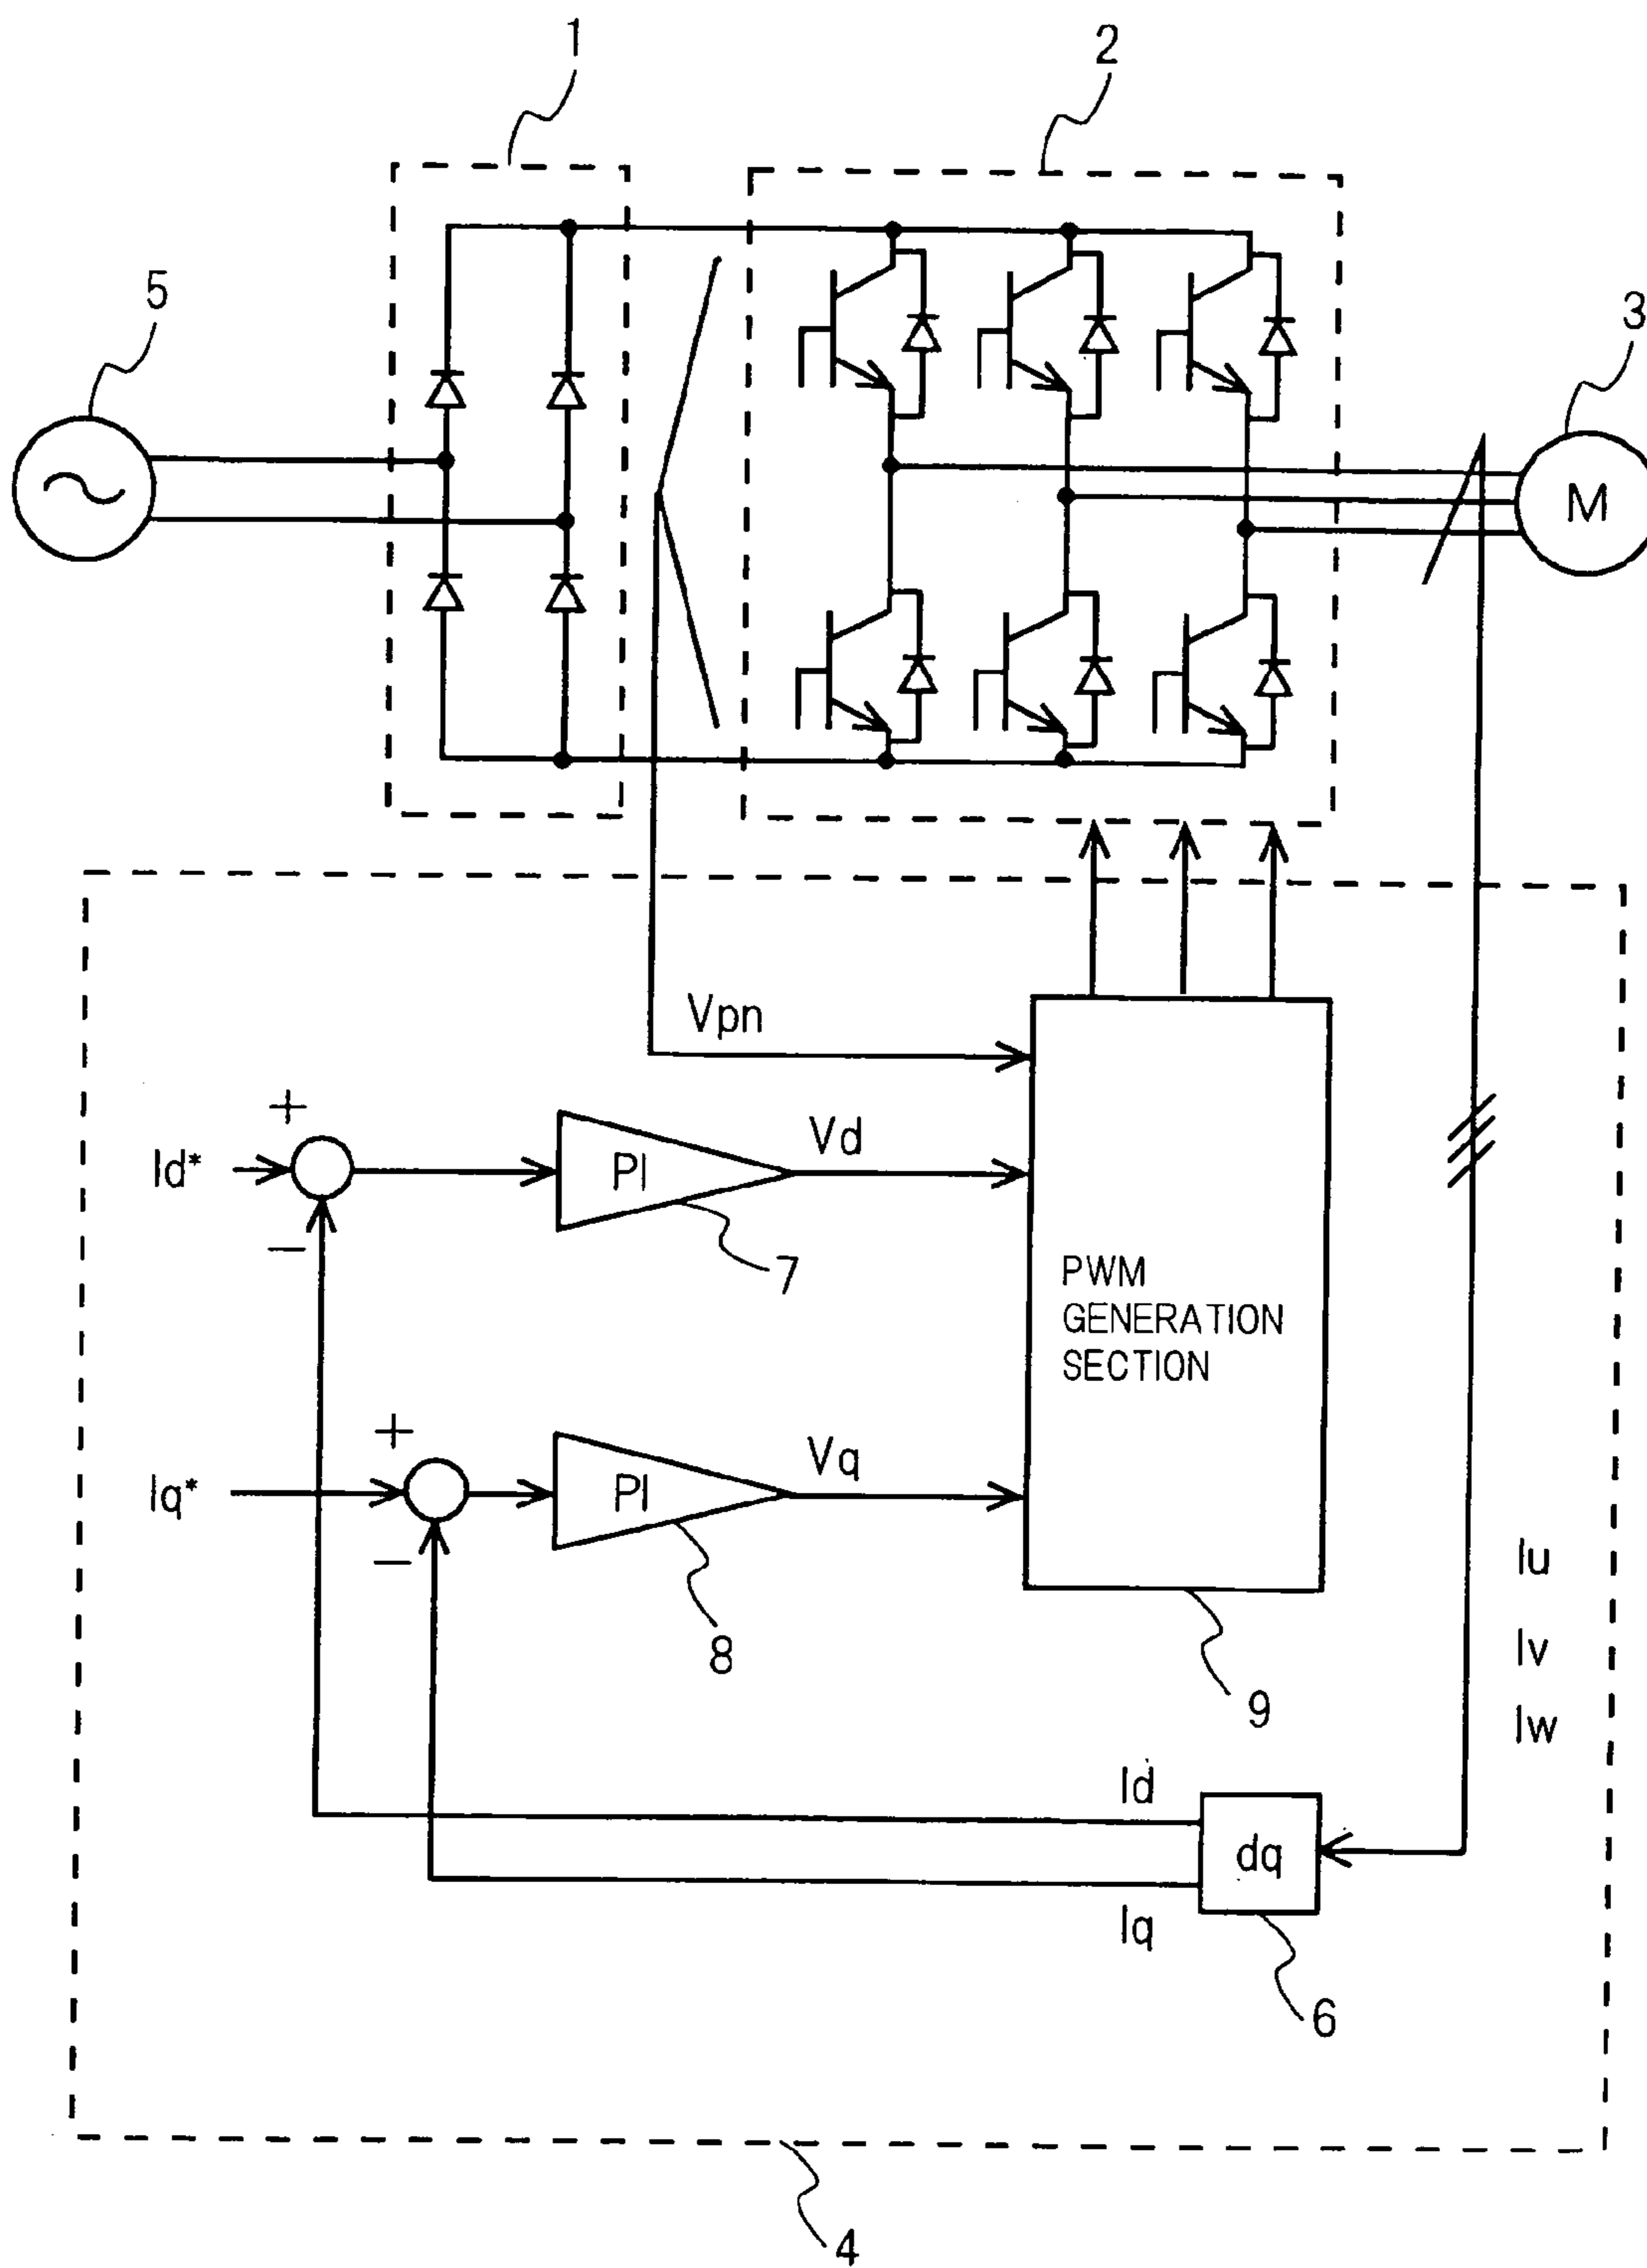 1
2
5
3
M
Vpn
+
Id*
PI
Vd
−
7
PWM
GENERATION
SECTION
+
Iq*
PI
Vq
−
8
9
Iu
Iv
Iw
Id
dq
Iq
6
4